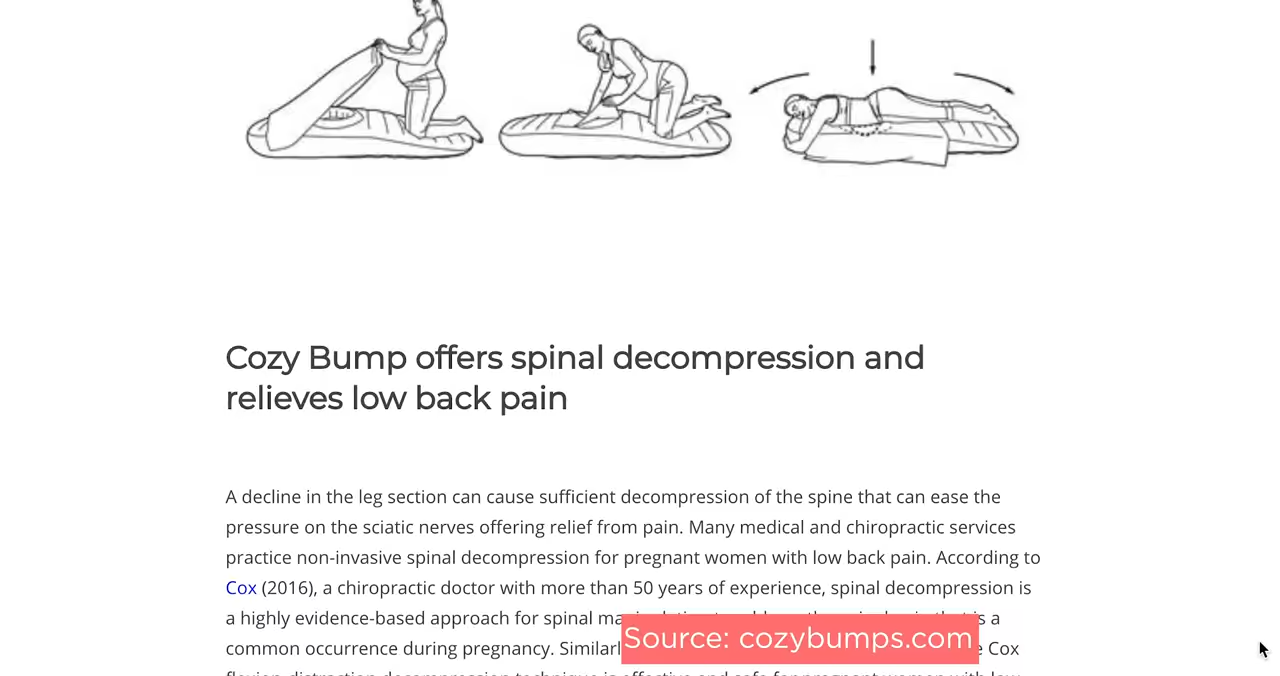 Cozy Bump offers spinal decompression and
relieves low back pain
A decline in the leg section can cause sufficient decompression of the spine that can ease the
pressure on the sciatic nerves offering relief from pain. Many medical and chiropractic services
practice non-invasive spinal decompression for pregnant women with low back pain. According to
Cox (2016), a chiropractic doctor with more than 50 years of experience, spinal decompression is
a highly evidence-based approach for spinal is a
common occurrence during pregnancy. Cox
Source: cozybumps.com